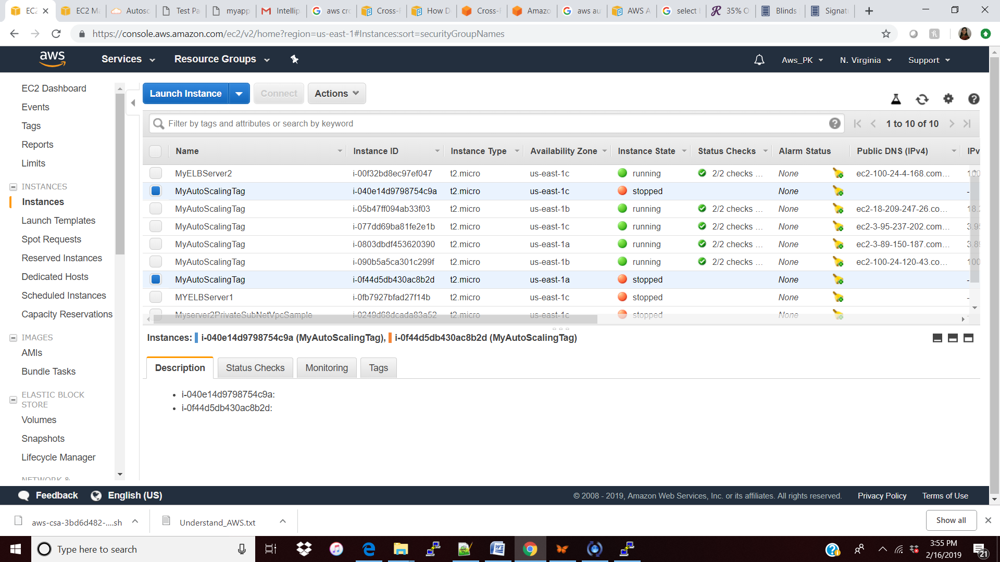 EC2
EC2 Ma
Autosc
Test Pa
myapp
Intellip
aws cro
Cross-R
How D
Cross-R
Amazo
aws au
AWS A
select
35% O
Blinds
Signat
https://console.aws.amazon.com/ec2/v2/home?region=us-east-1#Instances:sort=securityGroupNames
aws
Services
Resource Groups
Aws_PK
N. Virginia
Support
EC2 Dashboard
Events
Tags
Reports
Limits
INSTANCES
Instances
Launch Templates
Spot Requests
Reserved Instances
Dedicated Hosts
Scheduled Instances
Capacity Reservations
IMAGES
AMIs
Bundle Tasks
ELASTIC BLOCK
STORE
Volumes
Snapshots
Lifecycle Manager
NETWORK &
Launch Instance
Connect
Actions
Filter by tags and attributes or search by keyword
1 to 10 of 10
Name Instance ID Instance Type Availability Zone Instance State Status Checks Alarm Status Public DNS (IPv4) IPv
MyELBServer2 i-00f32bd8ec97ef047 t2.micro us-east-1c running 2/2 checks ... None ec2-100-24-4-168.com... 100
MyAutoScalingTag i-040e14d9798754c9a t2.micro us-east-1c stopped None -
MyAutoScalingTag i-05b47ff094ab33f03 t2.micro us-east-1b running 2/2 checks ... None ec2-18-209-247-26.co... 18.2
MyAutoScalingTag i-077dd69ba81fe2e1b t2.micro us-east-1c running 2/2 checks ... None ec2-3-95-237-202.com... 3.95
MyAutoScalingTag i-0803dbdf453620390 t2.micro us-east-1a running 2/2 checks ... None ec2-3-89-150-187.com... 3.89
MyAutoScalingTag i-090b5a5ca301c299f t2.micro us-east-1b running 2/2 checks ... None ec2-100-24-120-43.co... 100
MyAutoScalingTag i-0f44d5db430ac8b2d t2.micro us-east-1a stopped None -
MYELBServer1 i-0fb7927bfad27f14b t2.micro us-east-1c stopped None -
Myserver2PrivateSubNetVpcSample i-0249d68dcada83a52 t2.micro us-east-1c stopped None -
Instances: i-040e14d9798754c9a (MyAutoScalingTag), i-0f44d5db430ac8b2d (MyAutoScalingTag)
Description
Status Checks
Monitoring
Tags
i-040e14d9798754c9a:
i-0f44d5db430ac8b2d:
Feedback
English (US)
© 2008 - 2019, Amazon Web Services, Inc. or its affiliates. All rights reserved.
Privacy Policy
Terms of Use
aws-csa-3bd6d482-....sh
Understand_AWS.txt
Show all
Type here to search
3:55 PM
2/16/2019
21